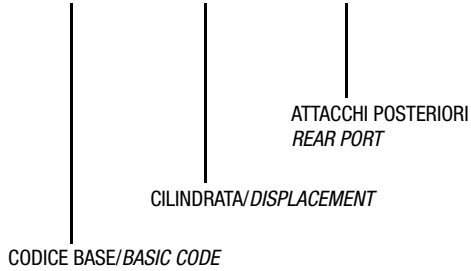 ATTACCHI POSTERIORI
REAR PORT
CILINDRATA/DISPLACEMENT
CODICE BASE/BASIC CODE